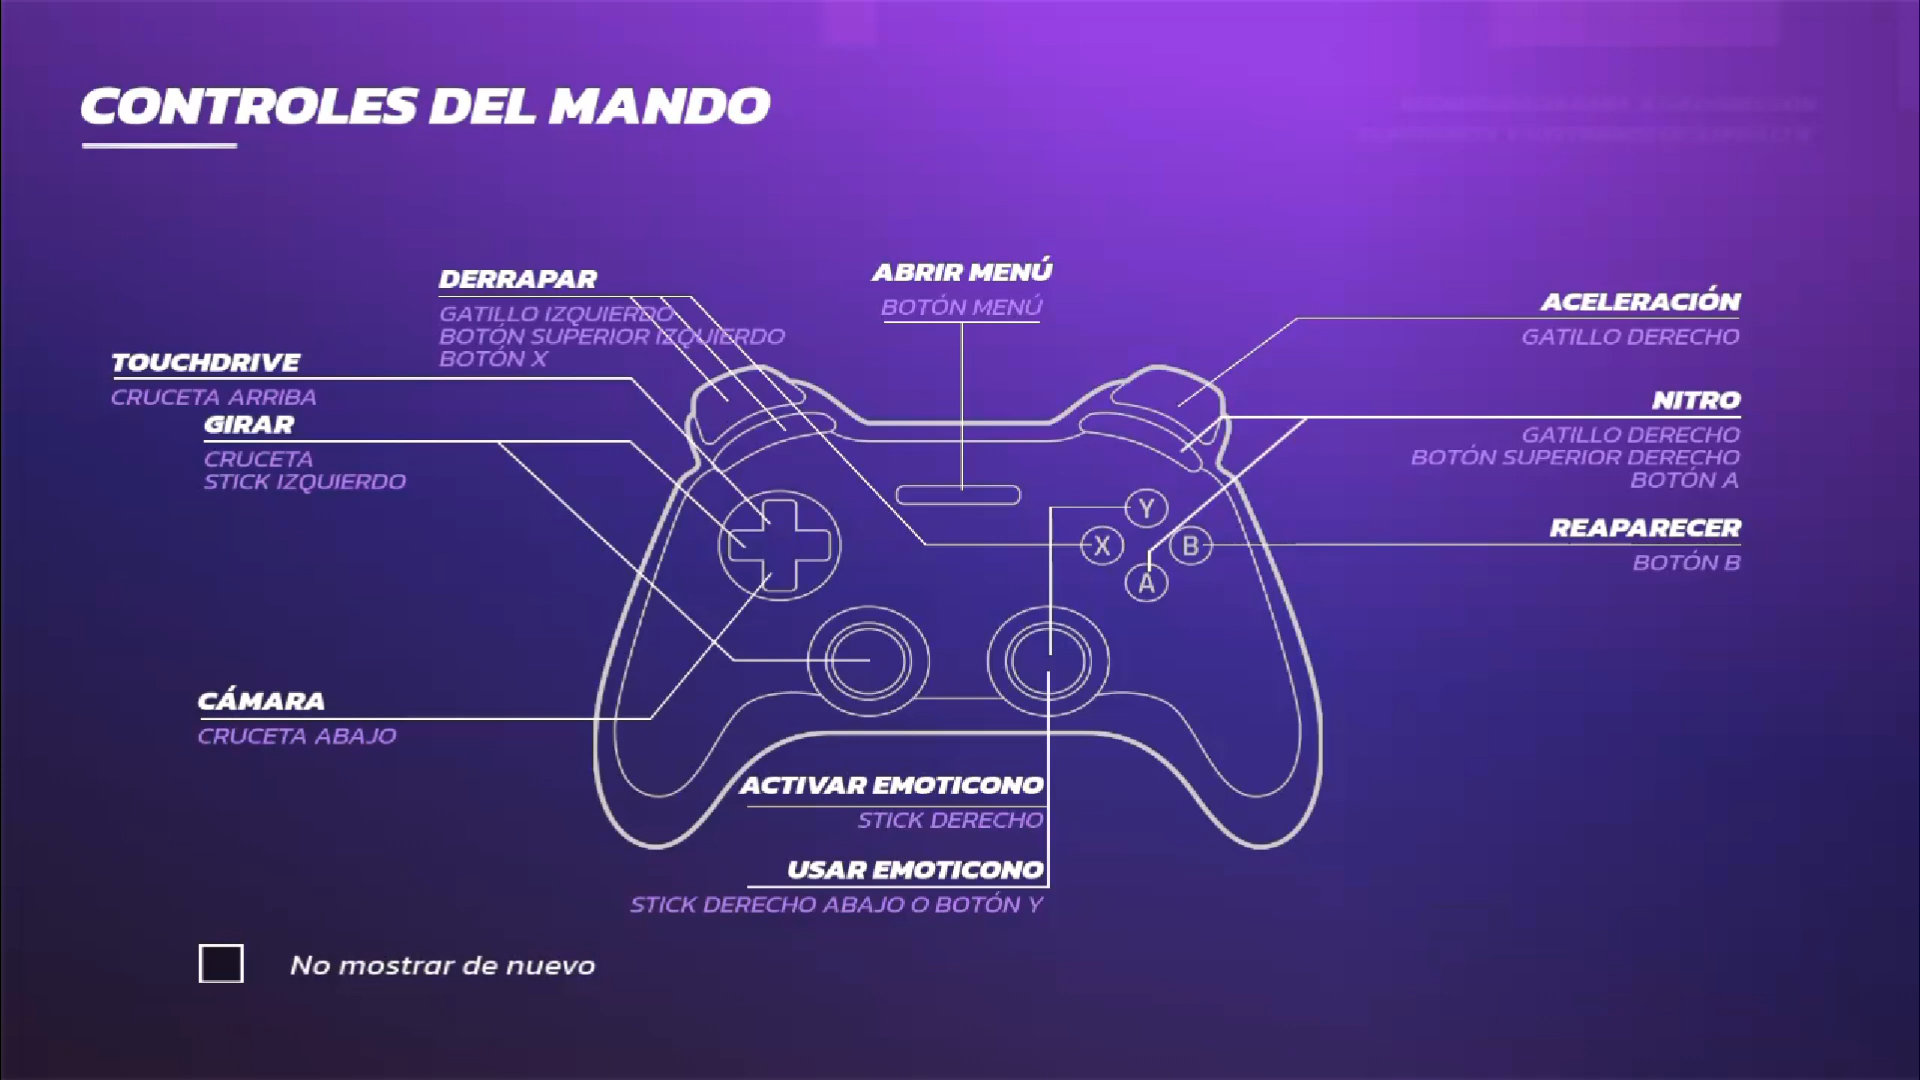 CONTROLES DEL MANDO
DERRAPAR
GATILLO IZQUIERDO
BOTÓN SUPERIOR IZQUIERDO
BOTÓN X
TOUCHDRIVE
CRUCETA ARRIBA
GIRAR
CRUCETA
STICK IZQUIERDO
CÁMARA
CRUCETA ABAJO
ABRIR MENÚ
BOTÓN MENÚ
ACELERACIÓN
GATILLO DERECHO
NITRO
GATILLO DERECHO
BOTÓN SUPERIOR DERECHO
BOTÓN A
REAPARECER
BOTÓN B
Y
X
B
A
ACTIVAR EMOTICONO
STICK DERECHO
USAR EMOTICONO
STICK DERECHO ABAJO O BOTÓN Y
No mostrar de nuevo